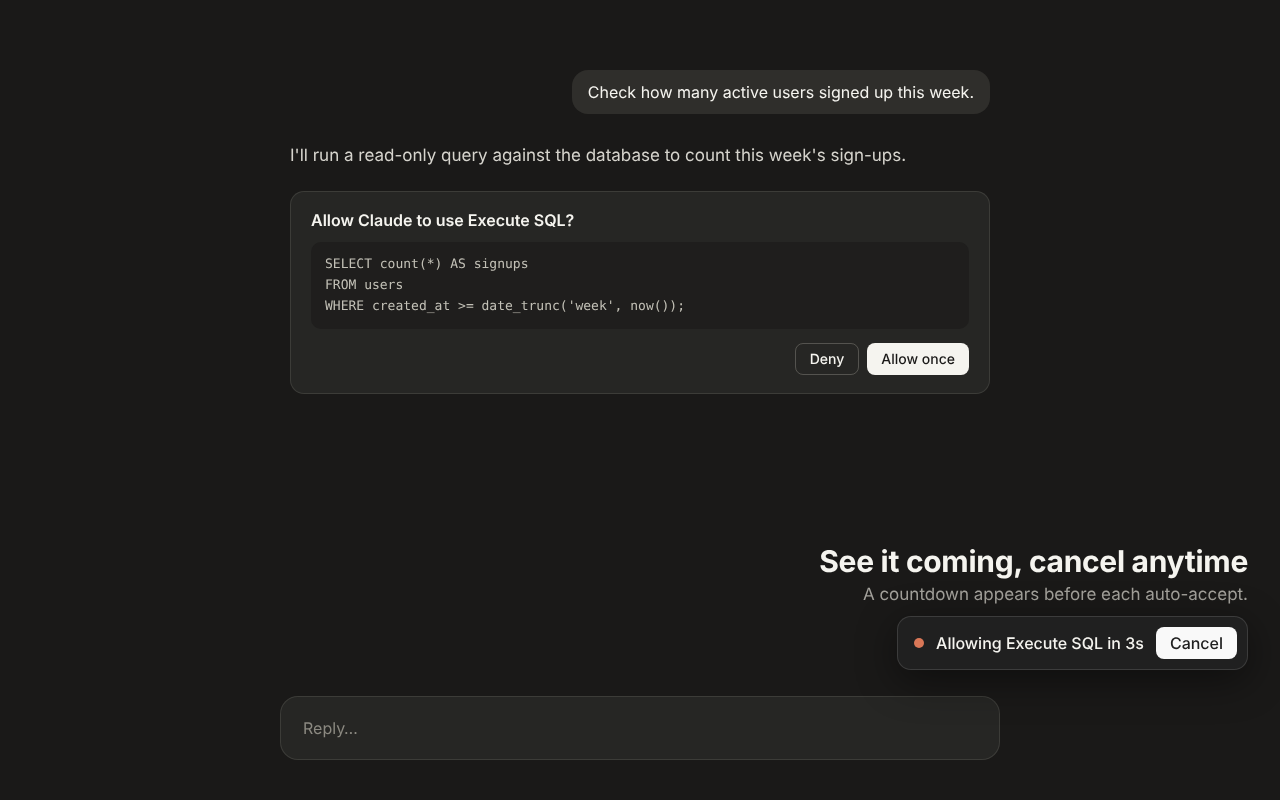 Check how many active users signed up this week.
I'll run a read-only query against the database to count this week's sign-ups.
Allow Claude to use Execute SQL?
SELECT count(*) AS signups
FROM users
WHERE created_at >= date_trunc('week', now());
Deny
Allow once
See it coming, cancel anytime
A countdown appears before each auto-accept.
Allowing Execute SQL in 3s
Cancel
Reply...